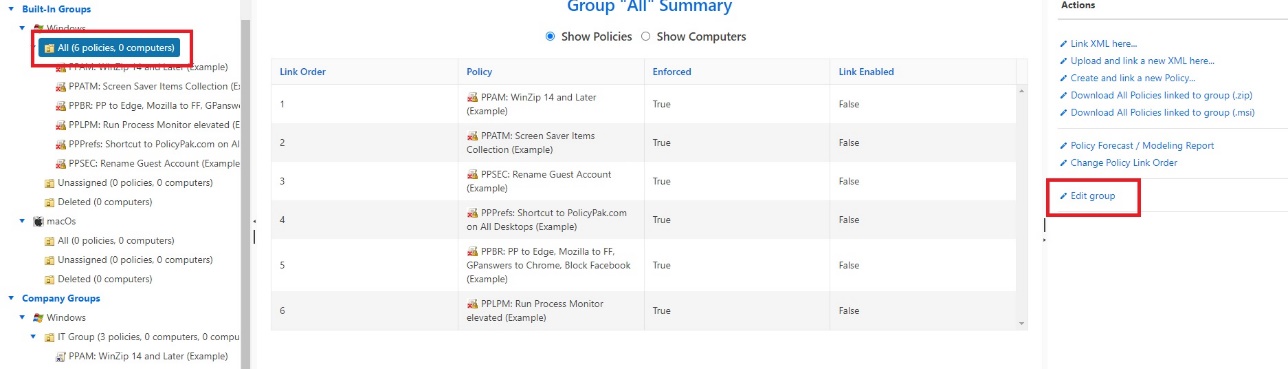 Built-In Groups
Windows
All (6 policies, 0 computers)
PPAM: WinZip 14 and Later (Example)
PPATM: Screen Saver Items Collection (Ex
PPBR: PP to Edge, Mozilla to FF, GPanswe
PPLPM: Run Process Monitor elevated (E
PPPrefs: Shortcut to PolicyPak.com on Al
PPSEC: Rename Guest Account (Example
Unassigned (0 policies, 0 computers)
Deleted (0 computers)
macOs
All (0 policies, 0 computers)
Unassigned (0 policies, 0 computers)
Deleted (0 computers)
Company Groups
Windows
IT Group (3 policies, 0 computers, 0 compu
PPAM: WinZip 14 and Later (Example)
Group "All" Summary
Show Policies Show Computers
Link Order Policy Enforced Link Enabled
1 PPAM: WinZip 14 and Later True False
(Example)
2 PPATM: Screen Saver Items True False
Collection (Example)
3 PPSEC: Rename Guest Account True False
(Example)
4 PPPrefs: Shortcut to PolicyPak.com True False
on All Desktops (Example)
PPBR: PP to Edge, Mozilla to FF,
5 GPanswers to Chrome, Block Facebook True False
(Example)
6 PPLPM: Run Process Monitor True False
elevated (Example)
Actions
Link XML here...
Upload and link a new XML here...
Create and link a new Policy...
Download All Policies linked to group (.zip)
Download All Policies linked to group (.msi)
Policy Forecast / Modeling Report
Change Policy Link Order
Edit group